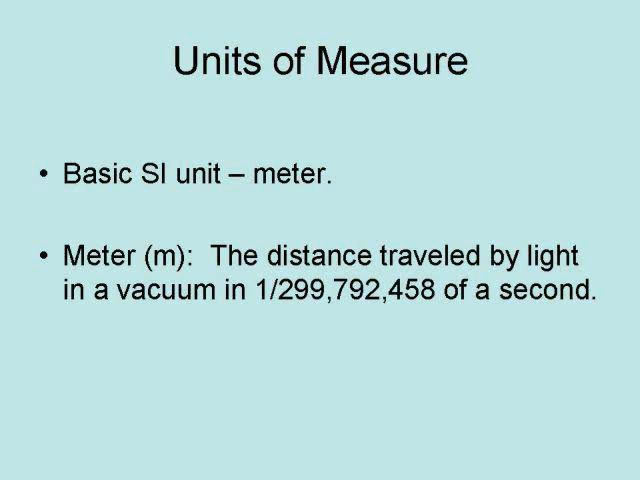 Units of Measure
• Basic SI unit – meter.
• Meter (m):  The distance traveled by light
in a vacuum in 1/299,792,458 of a second.